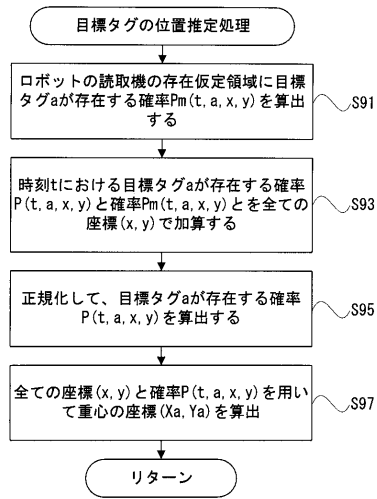 目標タグの位置推定処理
ロボットの読取機の存在仮定領域に目標
タグaが存在する確率Pm(t,a,x,y)を算出
する
S91
時刻tにおける目標タグaが存在する確率
P(t,a,x,y)と確率Pm(t,a,x,y)とを全ての
座標(x,y)で加算する
S93
正規化して、目標タグaが存在する確率
P(t,a,x,y)を算出する
S95
全ての座標(x,y)と確率P(t,a,x,y)を用い
て重心の座標(Xa,Ya)を算出
S97
リターン